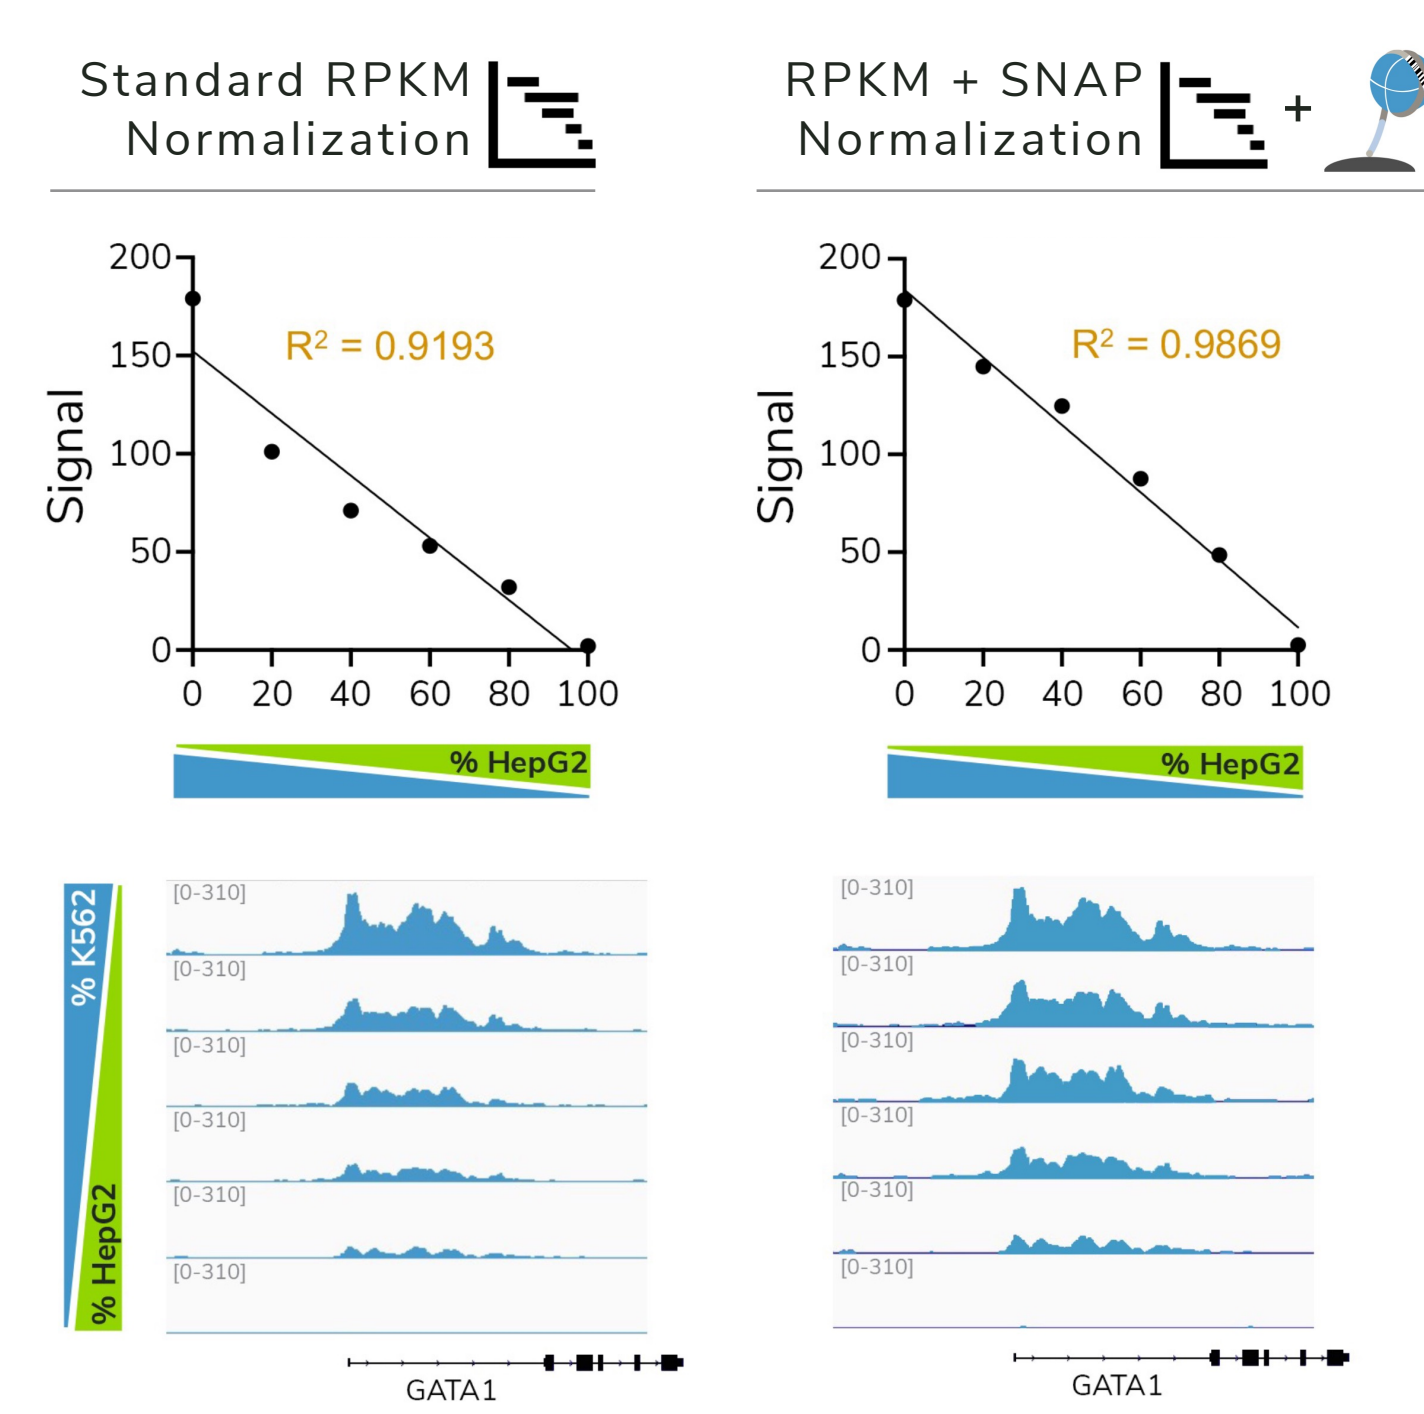 Standard RPKM
Normalization
RPKM + SNAP
Normalization
+
200
150
100
50
0
Signal
R² = 0.9193
0 20 40 60 80 100
% HepG2
200
150
100
50
0
Signal
R² = 0.9869
0 20 40 60 80 100
% HepG2
% K562
% HepG2
[0-310]
[0-310]
[0-310]
[0-310]
[0-310]
[0-310]
GATA1
[0-310]
[0-310]
[0-310]
[0-310]
[0-310]
[0-310]
GATA1